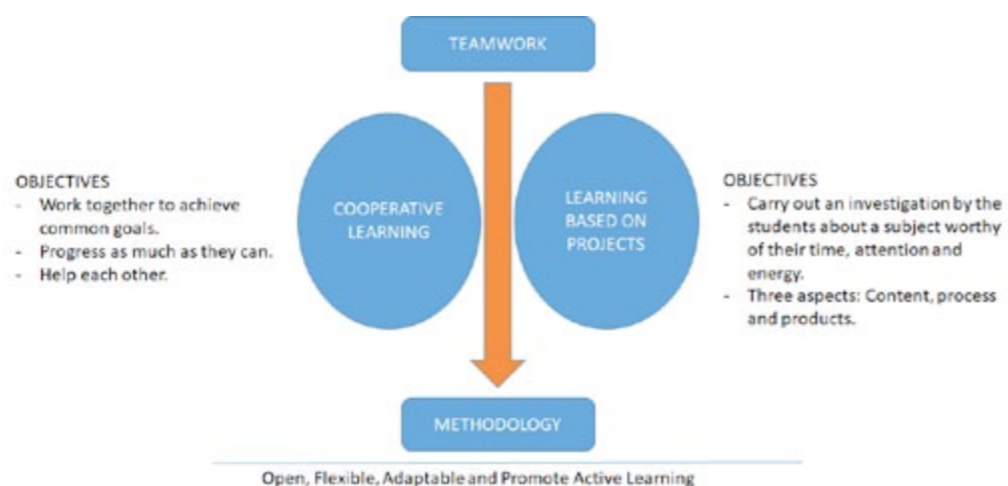 TEAMWORK
OBJECTIVES
- Work together to achieve
common goals.
- Progress as much as they can.
- Help each other.
COOPERATIVE
LEARNING
LEARNING
BASED ON
PROJECTS
OBJECTIVES
- Carry out an investigation by the
students about a subject worthy
of their time, attention and
energy.
- Three aspects: Content, process
and products.
METHODOLOGY
Open, Flexible, Adaptable and Promote Active Learning